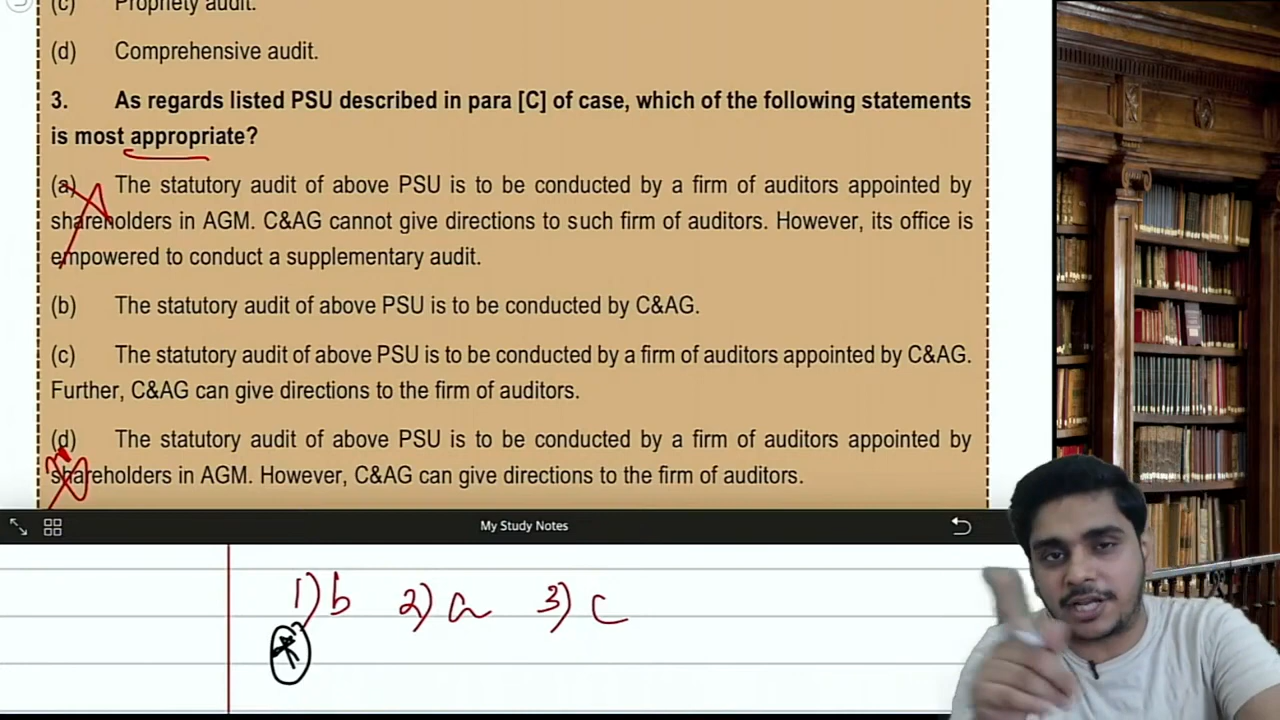 (c) Propriety audit.
(d) Comprehensive audit.
3. As regards listed PSU described in para [C] of case, which of the following statements
is most appropriate?
(a) The statutory audit of above PSU is to be conducted by a firm of auditors appointed by
shareholders in AGM. C&AG cannot give directions to such firm of auditors. However, its office is
empowered to conduct a supplementary audit.
(b) The statutory audit of above PSU is to be conducted by C&AG.
(c) The statutory audit of above PSU is to be conducted by a firm of auditors appointed by C&AG.
Further, C&AG can give directions to the firm of auditors.
(d) The statutory audit of above PSU is to be conducted by a firm of auditors appointed by
shareholders in AGM. However, C&AG can give directions to the firm of auditors.
My Study Notes
1) b 2) a 3) c